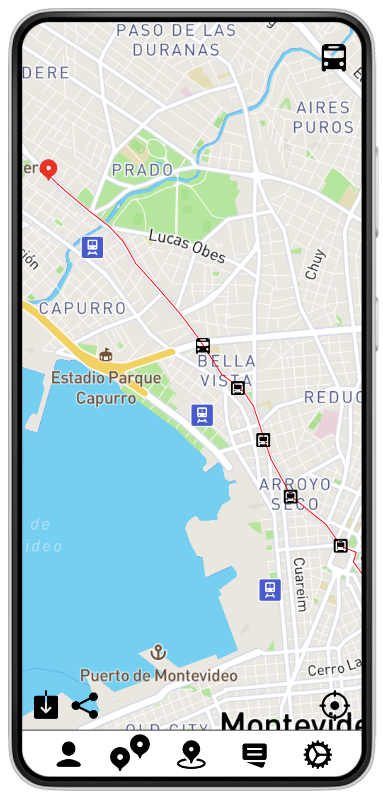 PASO DE LAS
DURANAS
DERE
AIRES
PUROS
er
PRADO
Lucas Obes
Chuy
ción
CAPURRO
BELLA
VISTA
Estadio Parque
Capurro
REDUC
ARROYO
SECO
de
ideo
Cuareim
Puerto de Montevideo
Cerro La
OLD CITY
Montevide